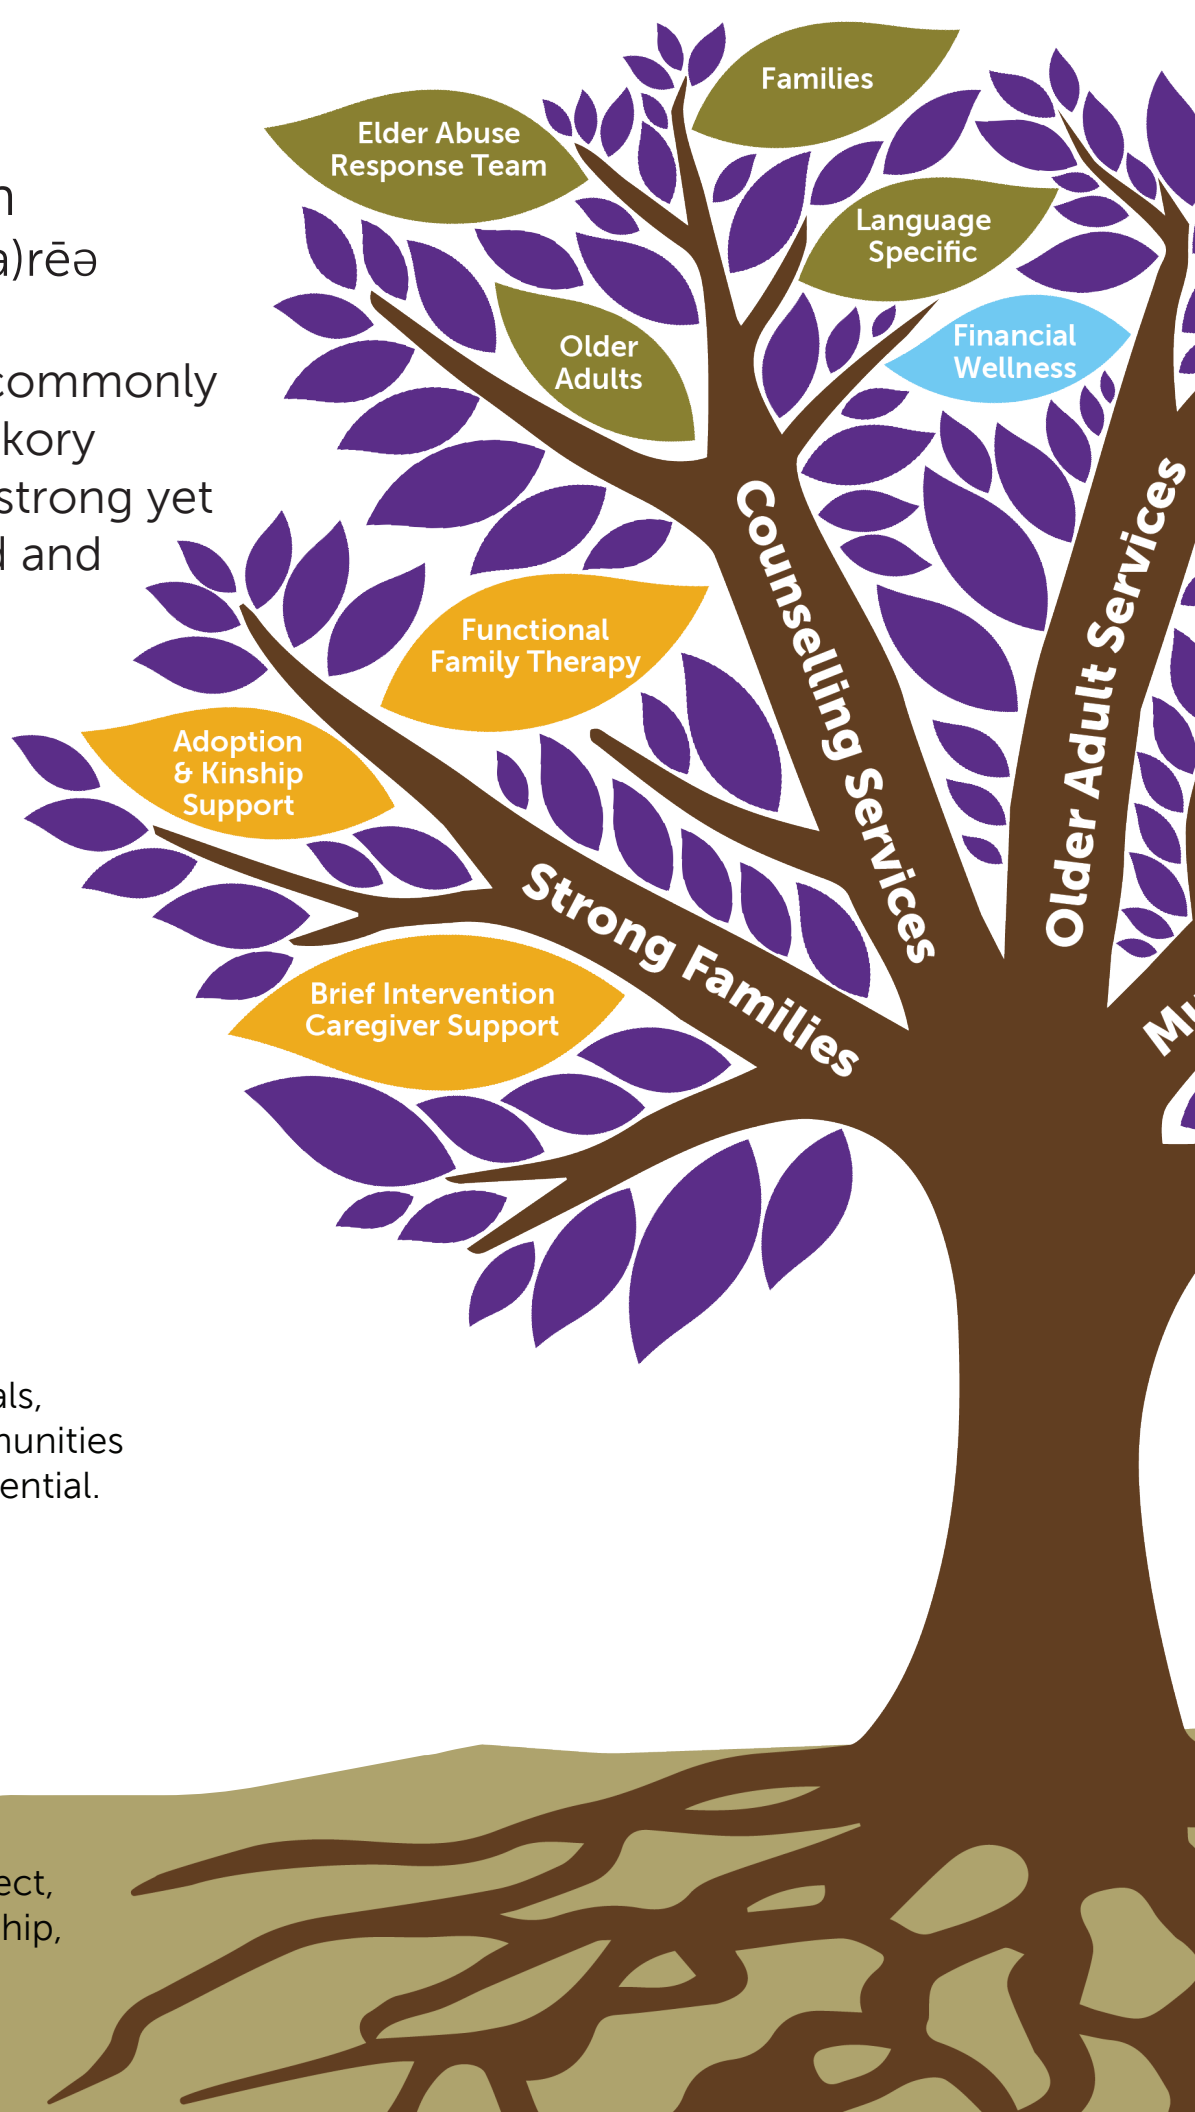 a)rēə
commonly
kory
strong yet
and
Families
Elder Abuse
Response Team
Language
Specific
Financial
Wellness
Older
Adults
Functional
Family Therapy
Adoption
& Kinship
Support
Brief Intervention
Caregiver Support
Counselling Services
Older Adult Services
Strong Families
als,
munities
ential.
ect,
hip,